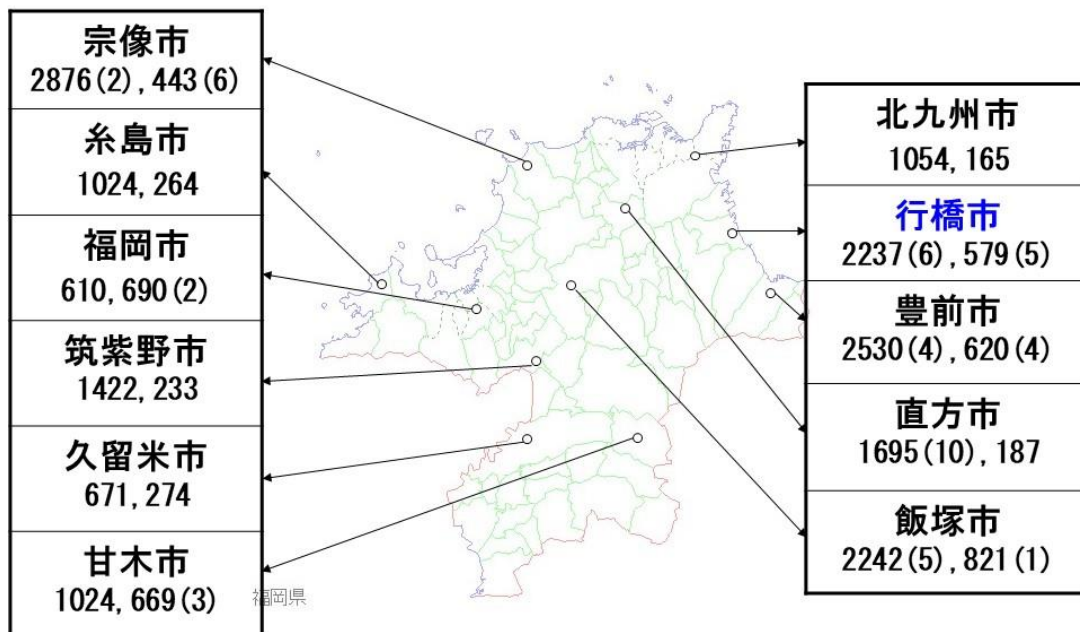 宗像市
2876(2),443(6)
糸島市
1024,264
福岡市
610,690(2)
筑紫野市
1422,233
久留米市
671,274
甘木市
1024,669(3)
福岡県
北九州市
1054,165
行橋市
2237(6),579(5)
豊前市
2530(4),620(4)
直方市
1695(10),187
飯塚市
2242(5),821(1)